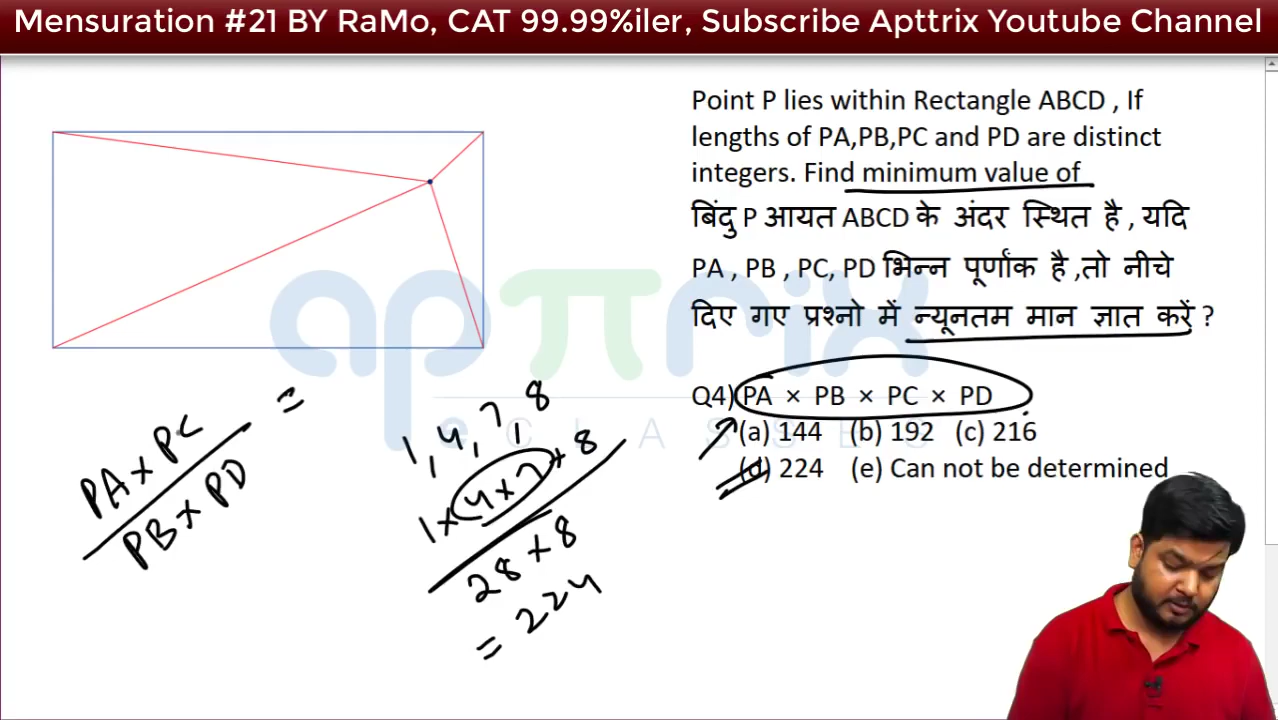 Mensuration #21 BY RaMo, CAT 99.99%iler, Subscribe Apttrix Youtube Channel
Point P lies within Rectangle ABCD , If
lengths of PA,PB,PC and PD are distinct
integers. Find minimum value of
बिंदु P आयत ABCD के अंदर स्थित है , यदि
PA , PB , PC, PD भिन्न पूर्णांक है ,तो नीचे
दिए गए प्रश्नो में न्यूनतम मान ज्ञात करें ?
Q4) PA × PB × PC × PD
(a) 144 (b) 192 (c) 216
(d) 224 (e) Can not be determined
apπrix
e CLASSES
PA × PC =
PB × PD
1, 4, 7, 8
1 × 4 × 7 × 8
28 × 8
= 224